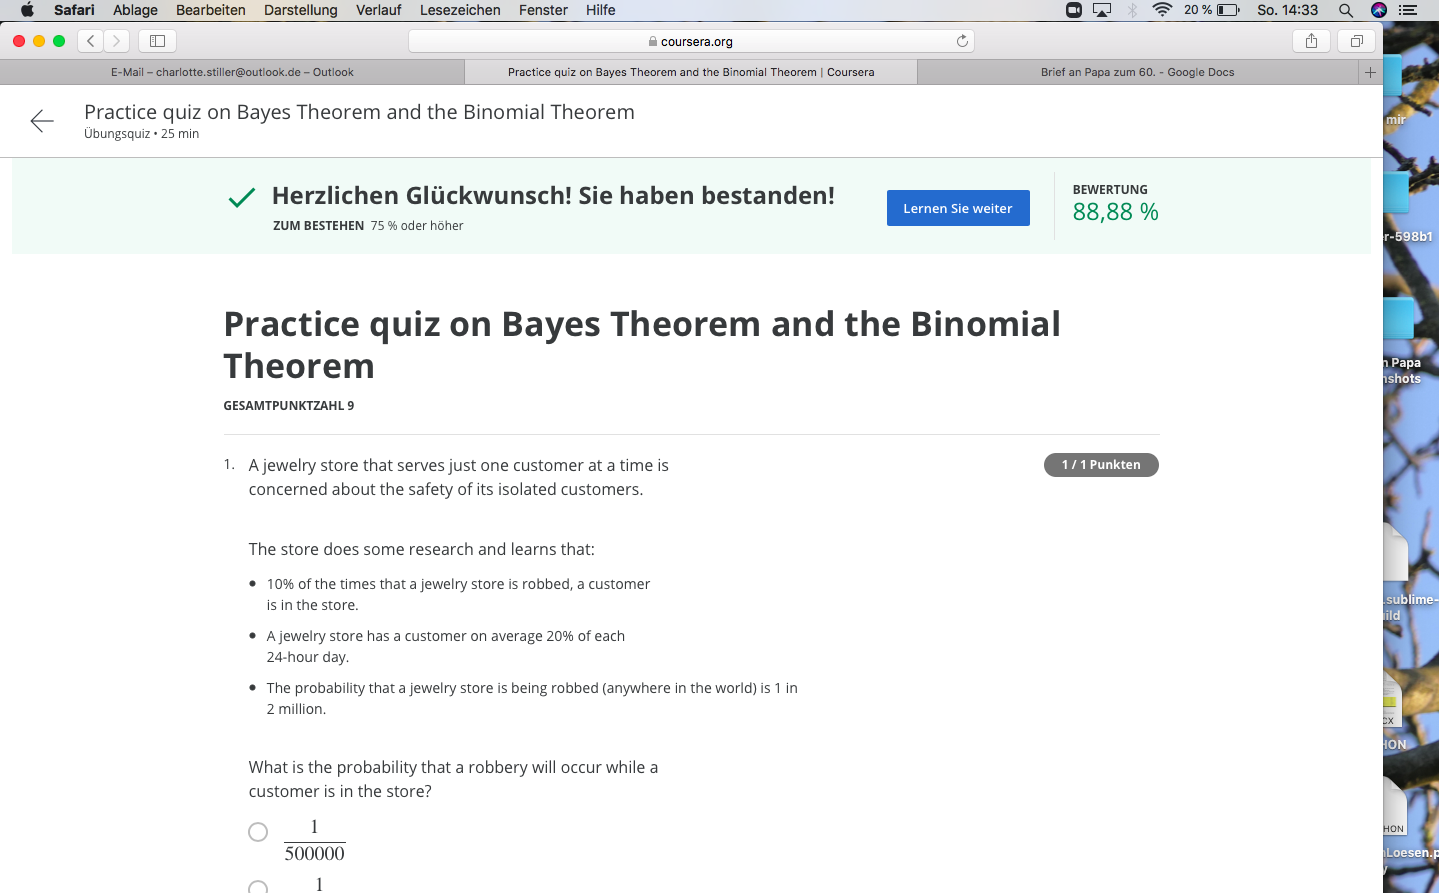 Safari Ablage Bearbeiten Darstellung Verlauf Lesezeichen Fenster Hilfe 20 % So. 14:33
coursera.org
E-Mail – charlotte.stiller@outlook.de – Outlook
Practice quiz on Bayes Theorem and the Binomial Theorem | Coursera
Brief an Papa zum 60. - Google Docs
Practice quiz on Bayes Theorem and the Binomial Theorem
Übungsquiz • 25 min
Herzlichen Glückwunsch! Sie haben bestanden!
ZUM BESTEHEN 75 % oder höher
Lernen Sie weiter
BEWERTUNG
88,88 %
Practice quiz on Bayes Theorem and the Binomial
Theorem
GESAMTPUNKTZAHL 9
1. A jewelry store that serves just one customer at a time is
concerned about the safety of its isolated customers.
1 / 1 Punkten
The store does some research and learns that:
• 10% of the times that a jewelry store is robbed, a customer
is in the store.
• A jewelry store has a customer on average 20% of each
24-hour day.
• The probability that a jewelry store is being robbed (anywhere in the world) is 1 in
2 million.
What is the probability that a robbery will occur while a
customer is in the store?
1
500000
1
mir
r-598b1
Papa
shots
.sublime-
ild
CX
HON
HON
Loesen.p